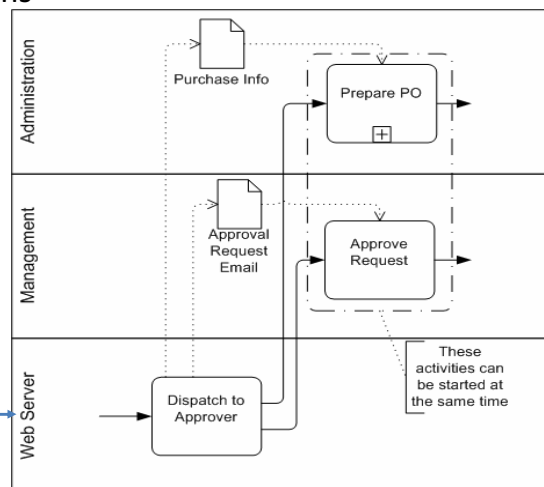 Administration
Purchase Info
Prepare PO
Management
Approval
Request
Email
Approve
Request
These
activities can
be started at
the same time
Web Server
Dispatch to
Approver